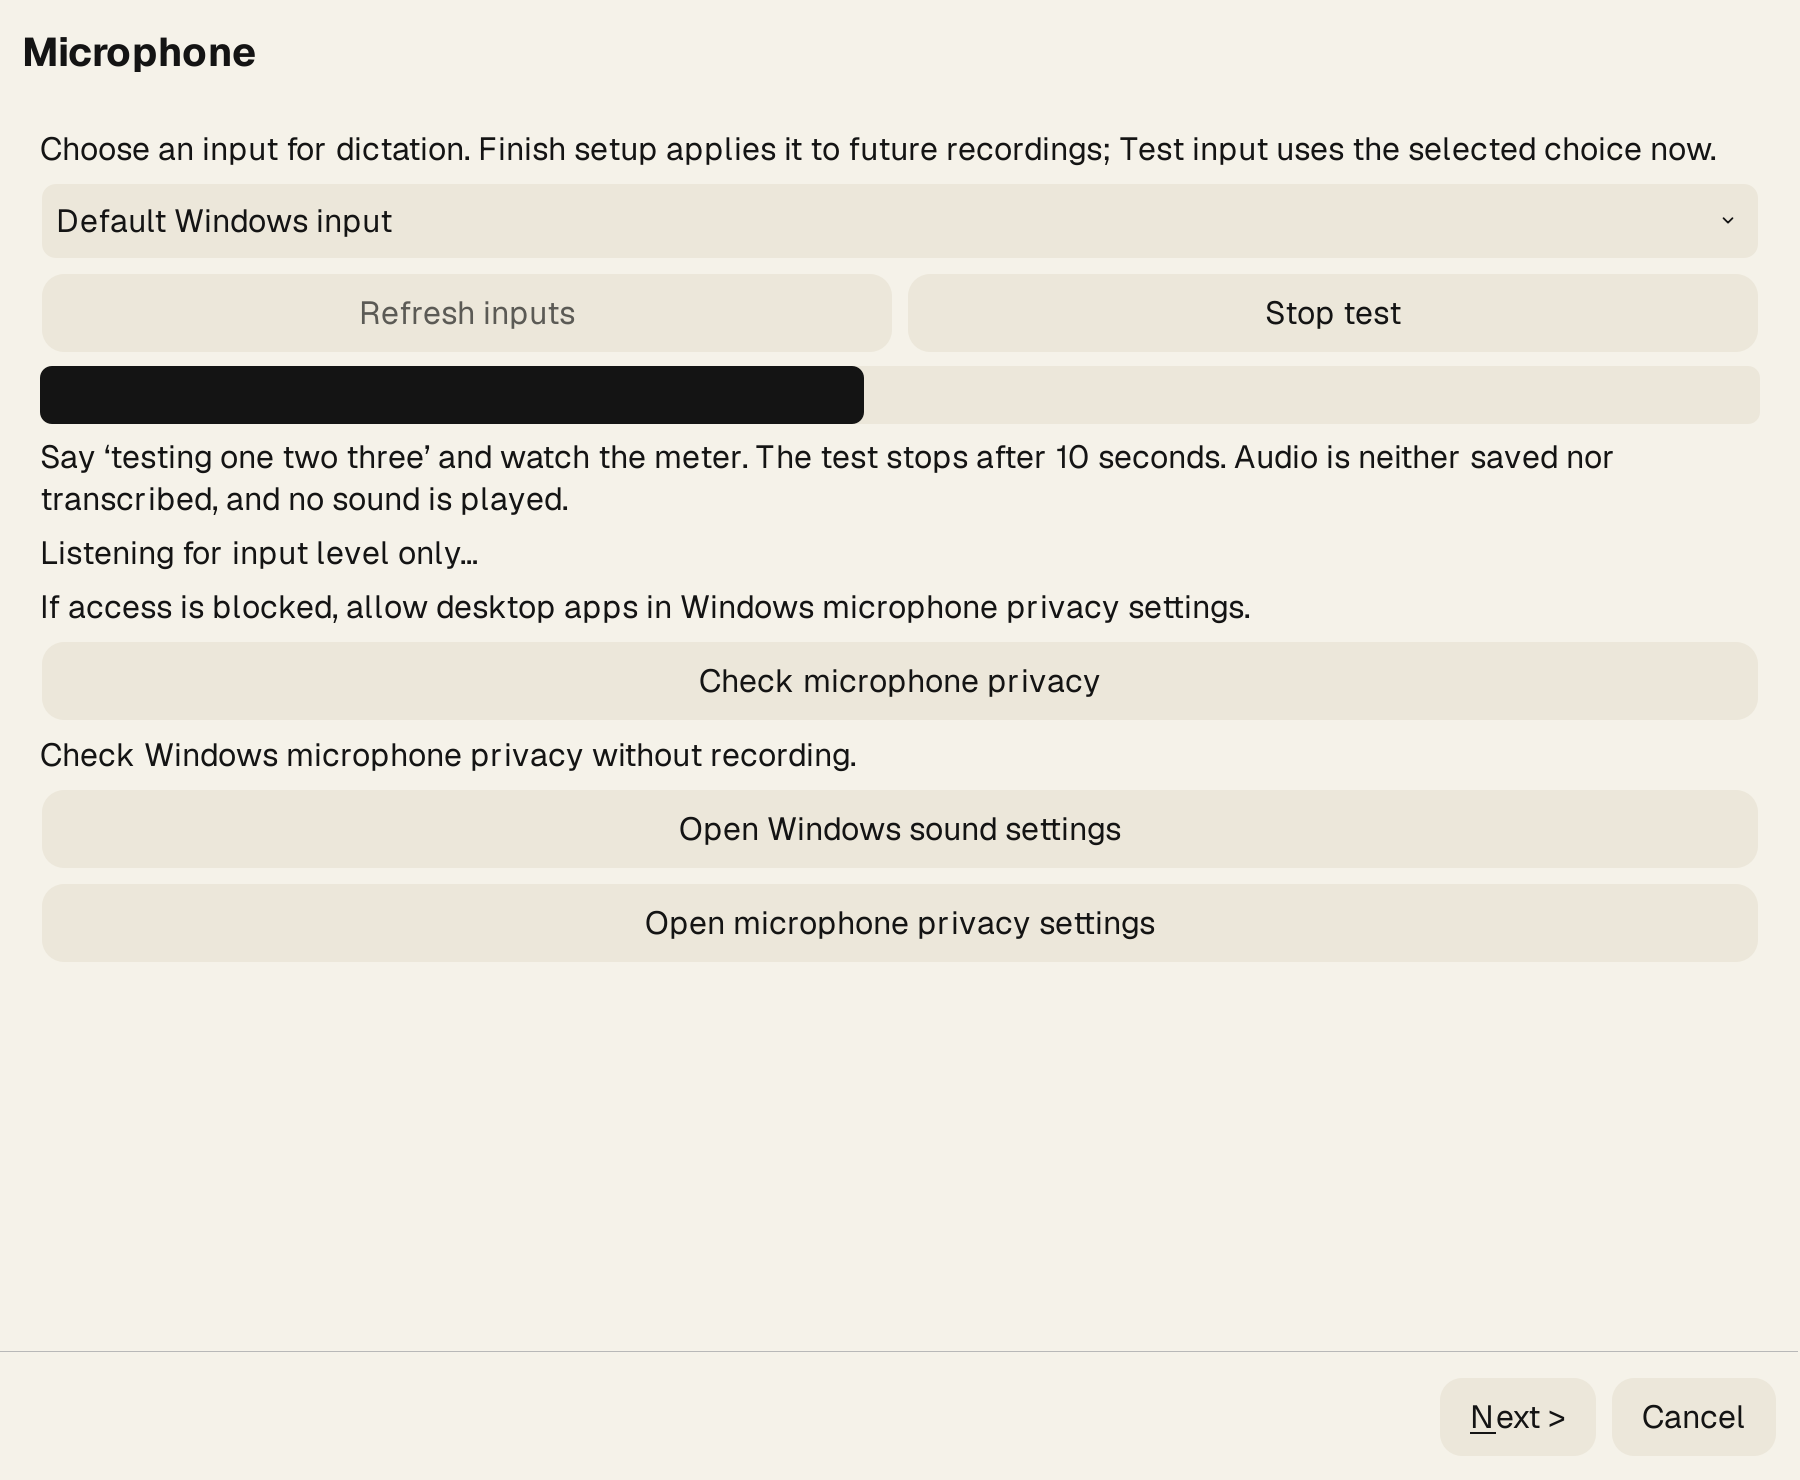 Microphone
Choose an input for dictation. Finish setup applies it to future recordings; Test input uses the selected choice now.
Default Windows input
Refresh inputs
Stop test
Say ‘testing one two three’ and watch the meter. The test stops after 10 seconds. Audio is neither saved nor
transcribed, and no sound is played.
Listening for input level only…
If access is blocked, allow desktop apps in Windows microphone privacy settings.
Check microphone privacy
Check Windows microphone privacy without recording.
Open Windows sound settings
Open microphone privacy settings
Next >
Cancel